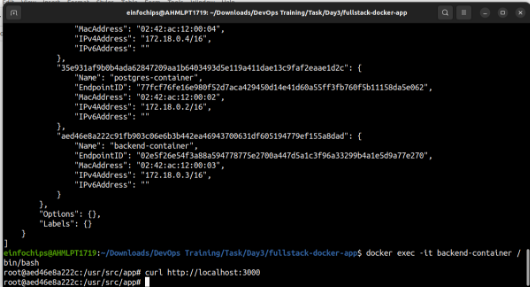 einfochips@AHMLPT1719: ~/Downloads/DevOps Training/Task/Day3/fullstack-docker-app
"MacAddress": "02:42:ac:12:00:04",
"IPv4Address": "172.18.0.4/16",
"IPv6Address": ""
},
"35e931af9b0b4ada62847209aa1b6403493d5e119a411dae13c9faf2eaae1d2c": {
"Name": "postgres-container",
"EndpointID": "77fcf76fe16e980f52d7aca429450d14e41d60a55ff3fb760f5b11158da5e062",
"MacAddress": "02:42:ac:12:00:02",
"IPv4Address": "172.18.0.2/16",
"IPv6Address": ""
},
"aed46e8a222c91fb903c06e6b3b442ea46943700631df605194779ef155a8dad": {
"Name": "backend-container",
"EndpointID": "02e5f26e54f3a88a594778775e2700a447d5a1c3f96a33299b4a1e5d9a77e270",
"MacAddress": "02:42:ac:12:00:03",
"IPv4Address": "172.18.0.3/16",
"IPv6Address": ""
}
},
"Options": {},
"Labels": {}
}
]
einfochips@AHMLPT1719:~/Downloads/DevOps Training/Task/Day3/fullstack-docker-app$ docker exec -it backend-container /
bin/bash
root@aed46e8a222c:/usr/src/app# curl http://localhost:3000
root@aed46e8a222c:/usr/src/app#